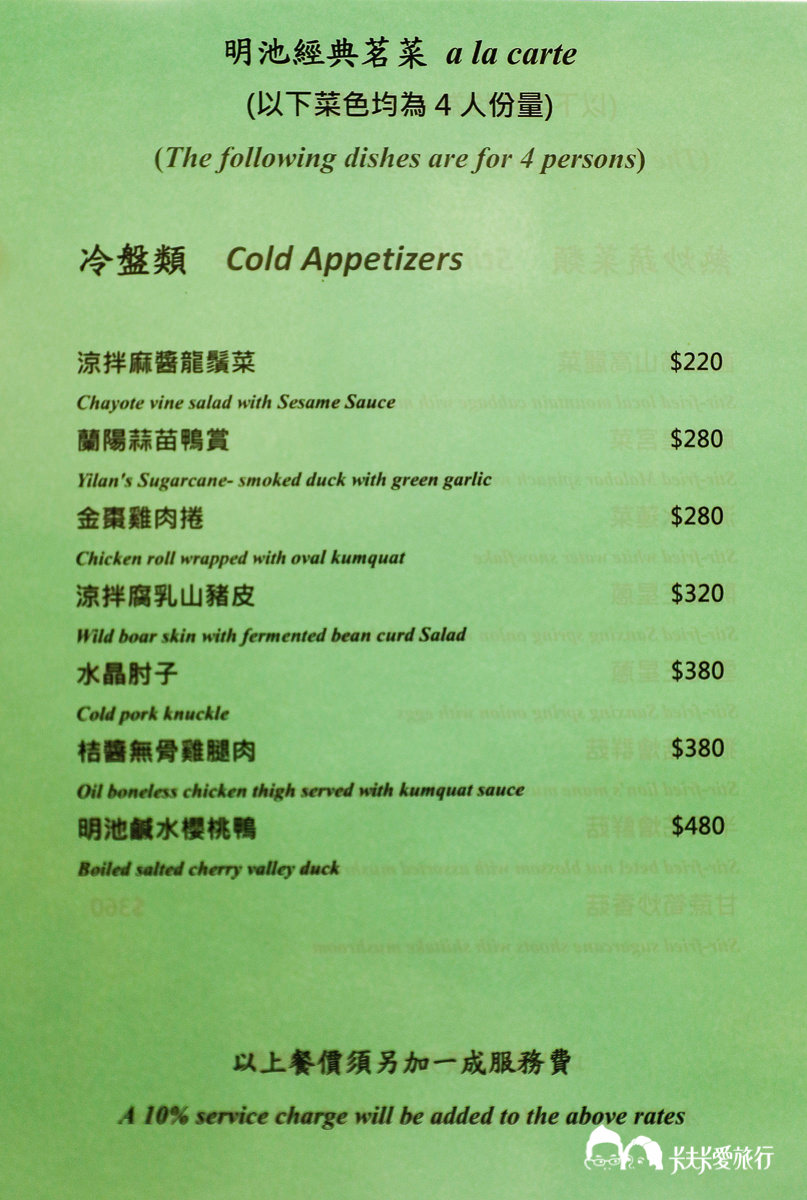 明池經典茗菜 a la carte
(以下菜色均為 4 人份量)
(The following dishes are for 4 persons)
冷盤類 Cold Appetizers
涼拌麻醬龍鬚菜 $220
Chayote vine salad with Sesame Sauce
蘭陽蒜苗鴨賞 $280
Yilan's Sugarcane- smoked duck with green garlic
金棗雞肉捲 $280
Chicken roll wrapped with oval kumquat
涼拌腐乳山豬皮 $320
Wild boar skin with fermented bean curd Salad
水晶肘子 $380
Cold pork knuckle
桔醬無骨雞腿肉 $380
Oil boneless chicken thigh served with kumquat sauce
明池鹹水櫻桃鴨 $480
Boiled salted cherry valley duck
以上餐價須另加一成服務費
A 10% service charge will be added to the above rates
卡夫卡愛旅行